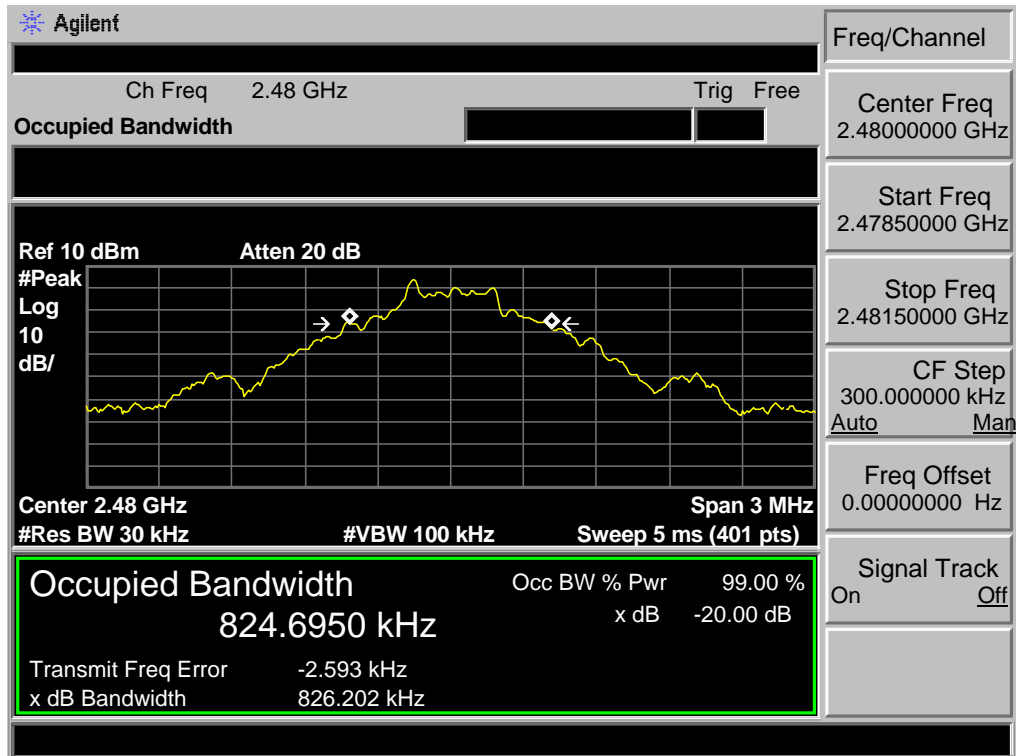 Agilent
Freq/Channel
Ch Freq 2.48 GHz Trig Free
Occupied Bandwidth
Center Freq
2.48000000 GHz
Start Freq
2.47850000 GHz
Stop Freq
2.48150000 GHz
CF Step
300.000000 kHz
Auto Man
Freq Offset
0.00000000 Hz
Signal Track
On Off
Ref 10 dBm Atten 20 dB
#Peak
Log
10
dB/
Center 2.48 GHz Span 3 MHz
#Res BW 30 kHz #VBW 100 kHz Sweep 5 ms (401 pts)
Occupied Bandwidth Occ BW % Pwr 99.00 %
824.6950 kHz x dB -20.00 dB
Transmit Freq Error -2.593 kHz
x dB Bandwidth 826.202 kHz